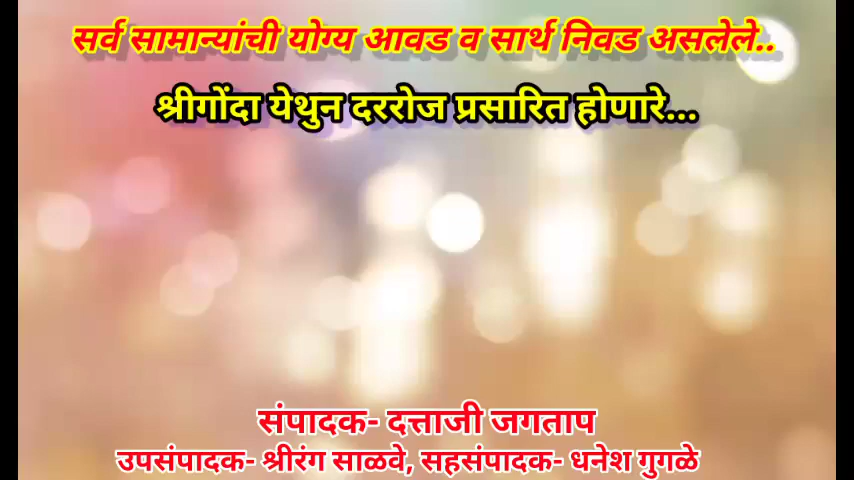 सर्व सामान्यांची योग्य आवड व सार्थ निवड असलेले..
श्रीगोंदा येथुन दररोज प्रसारित होणारे...
संपादक- दत्ताजी जगताप
उपसंपादक- श्रीरंग साळवे, सहसंपादक- धनेश गुगळे